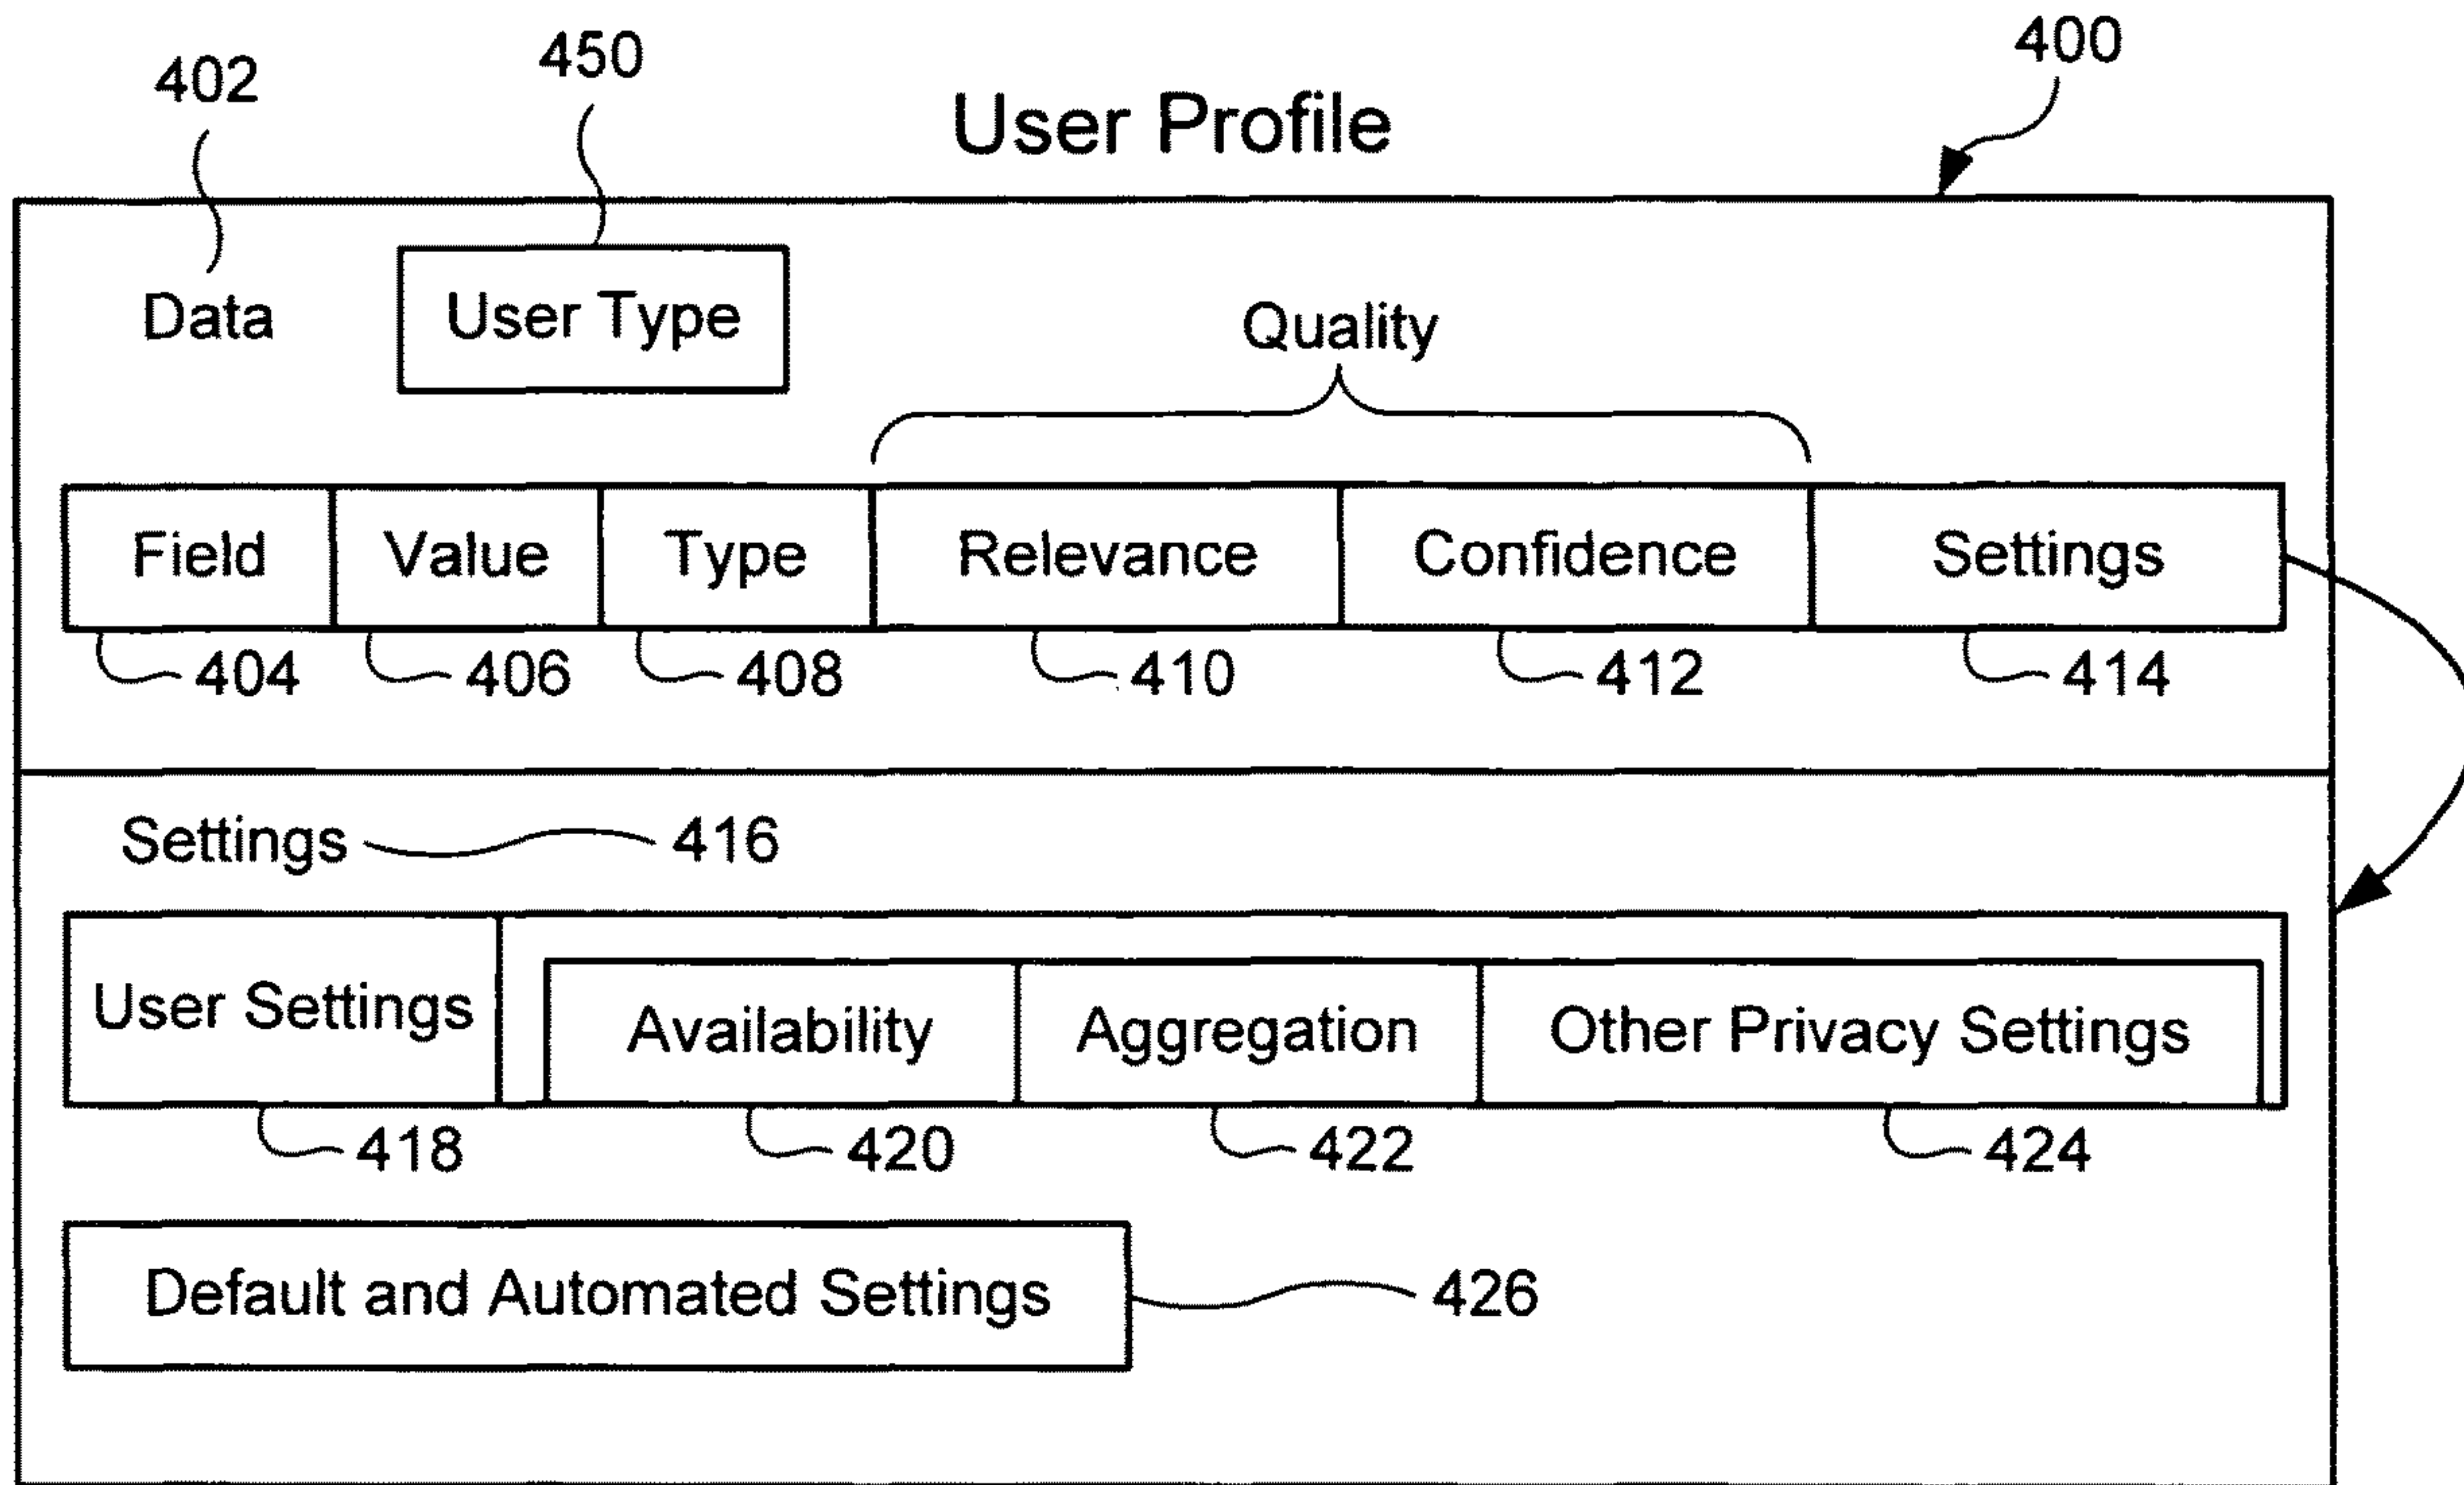 402
450
400
User Profile
Data
User Type
Quality
Field Value Type Relevance Confidence Settings
404 406 408 410 412 414
Settings 416
User Settings Availability Aggregation Other Privacy Settings
418 420 422 424
Default and Automated Settings 426